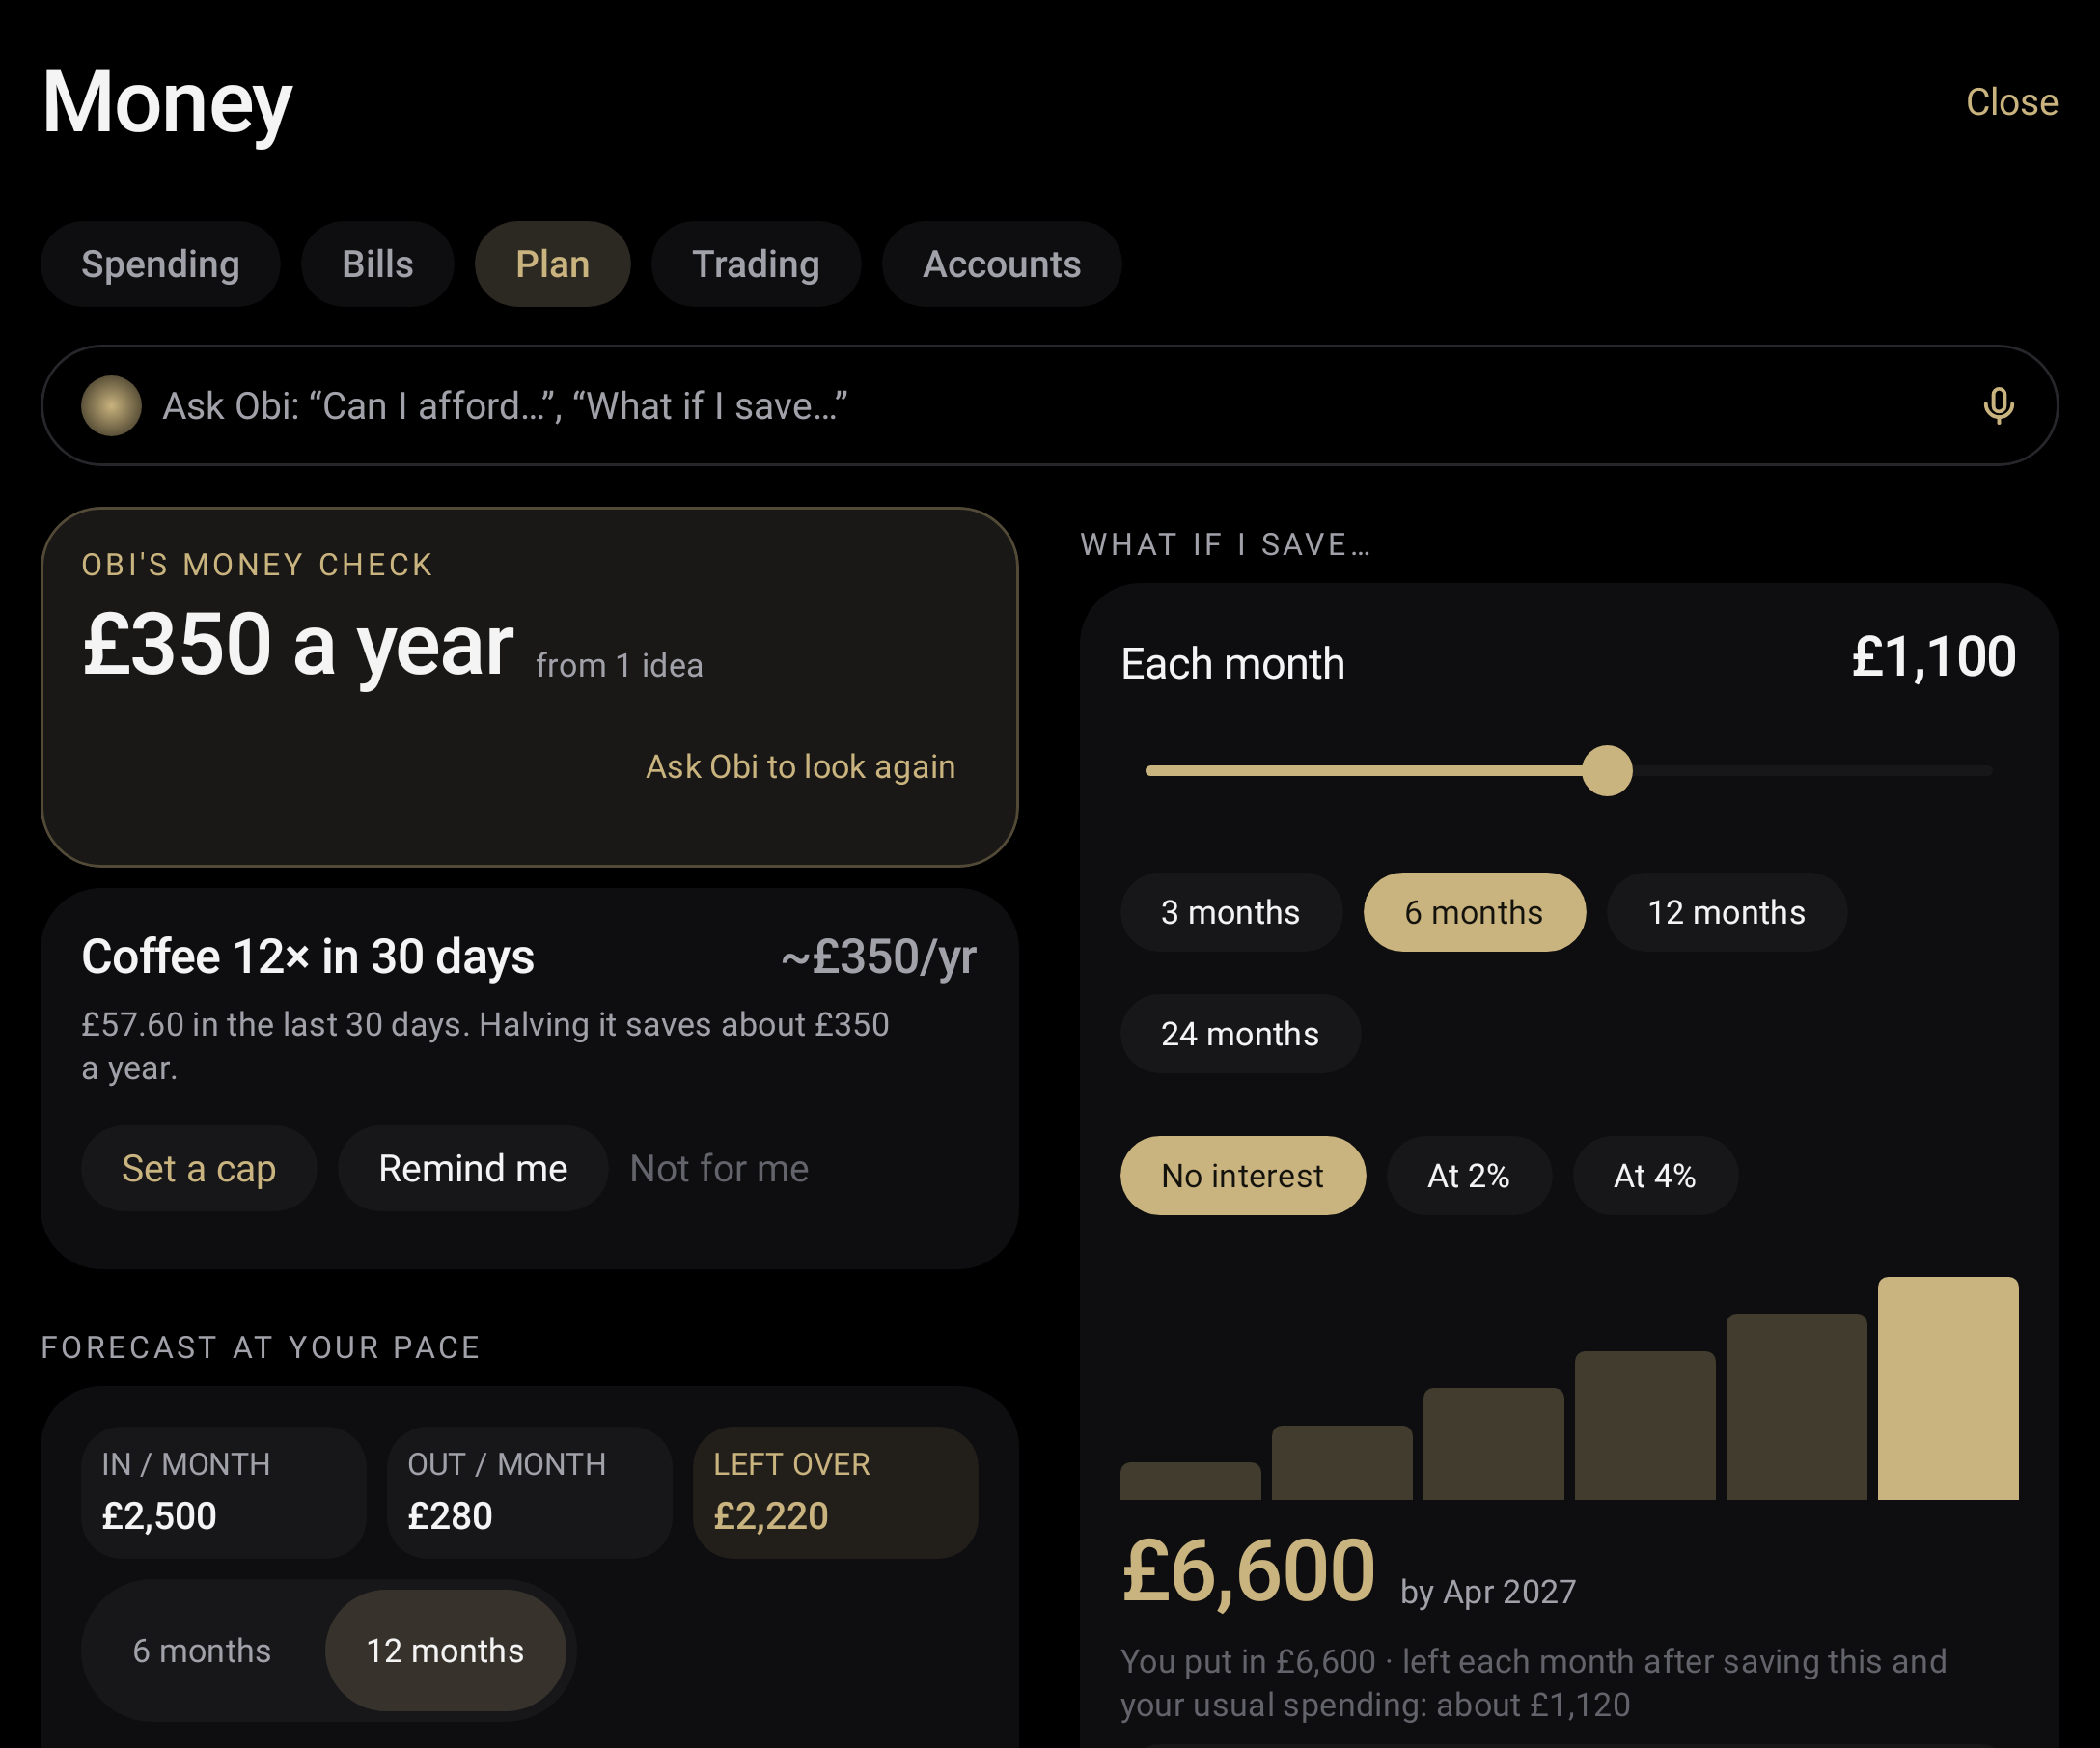 Money
Close
Spending
Bills
Plan
Trading
Accounts
Ask Obi: “Can I afford…”, “What if I save…”
OBI'S MONEY CHECK
£350 a year from 1 idea
Ask Obi to look again
Coffee 12× in 30 days
~£350/yr
£57.60 in the last 30 days. Halving it saves about £350
a year.
Set a cap
Remind me
Not for me
FORECAST AT YOUR PACE
IN / MONTH
£2,500
OUT / MONTH
£280
LEFT OVER
£2,220
6 months
12 months
WHAT IF I SAVE…
Each month
£1,100
3 months
6 months
12 months
24 months
No interest
At 2%
At 4%
£6,600 by Apr 2027
You put in £6,600 · left each month after saving this and
your usual spending: about £1,120